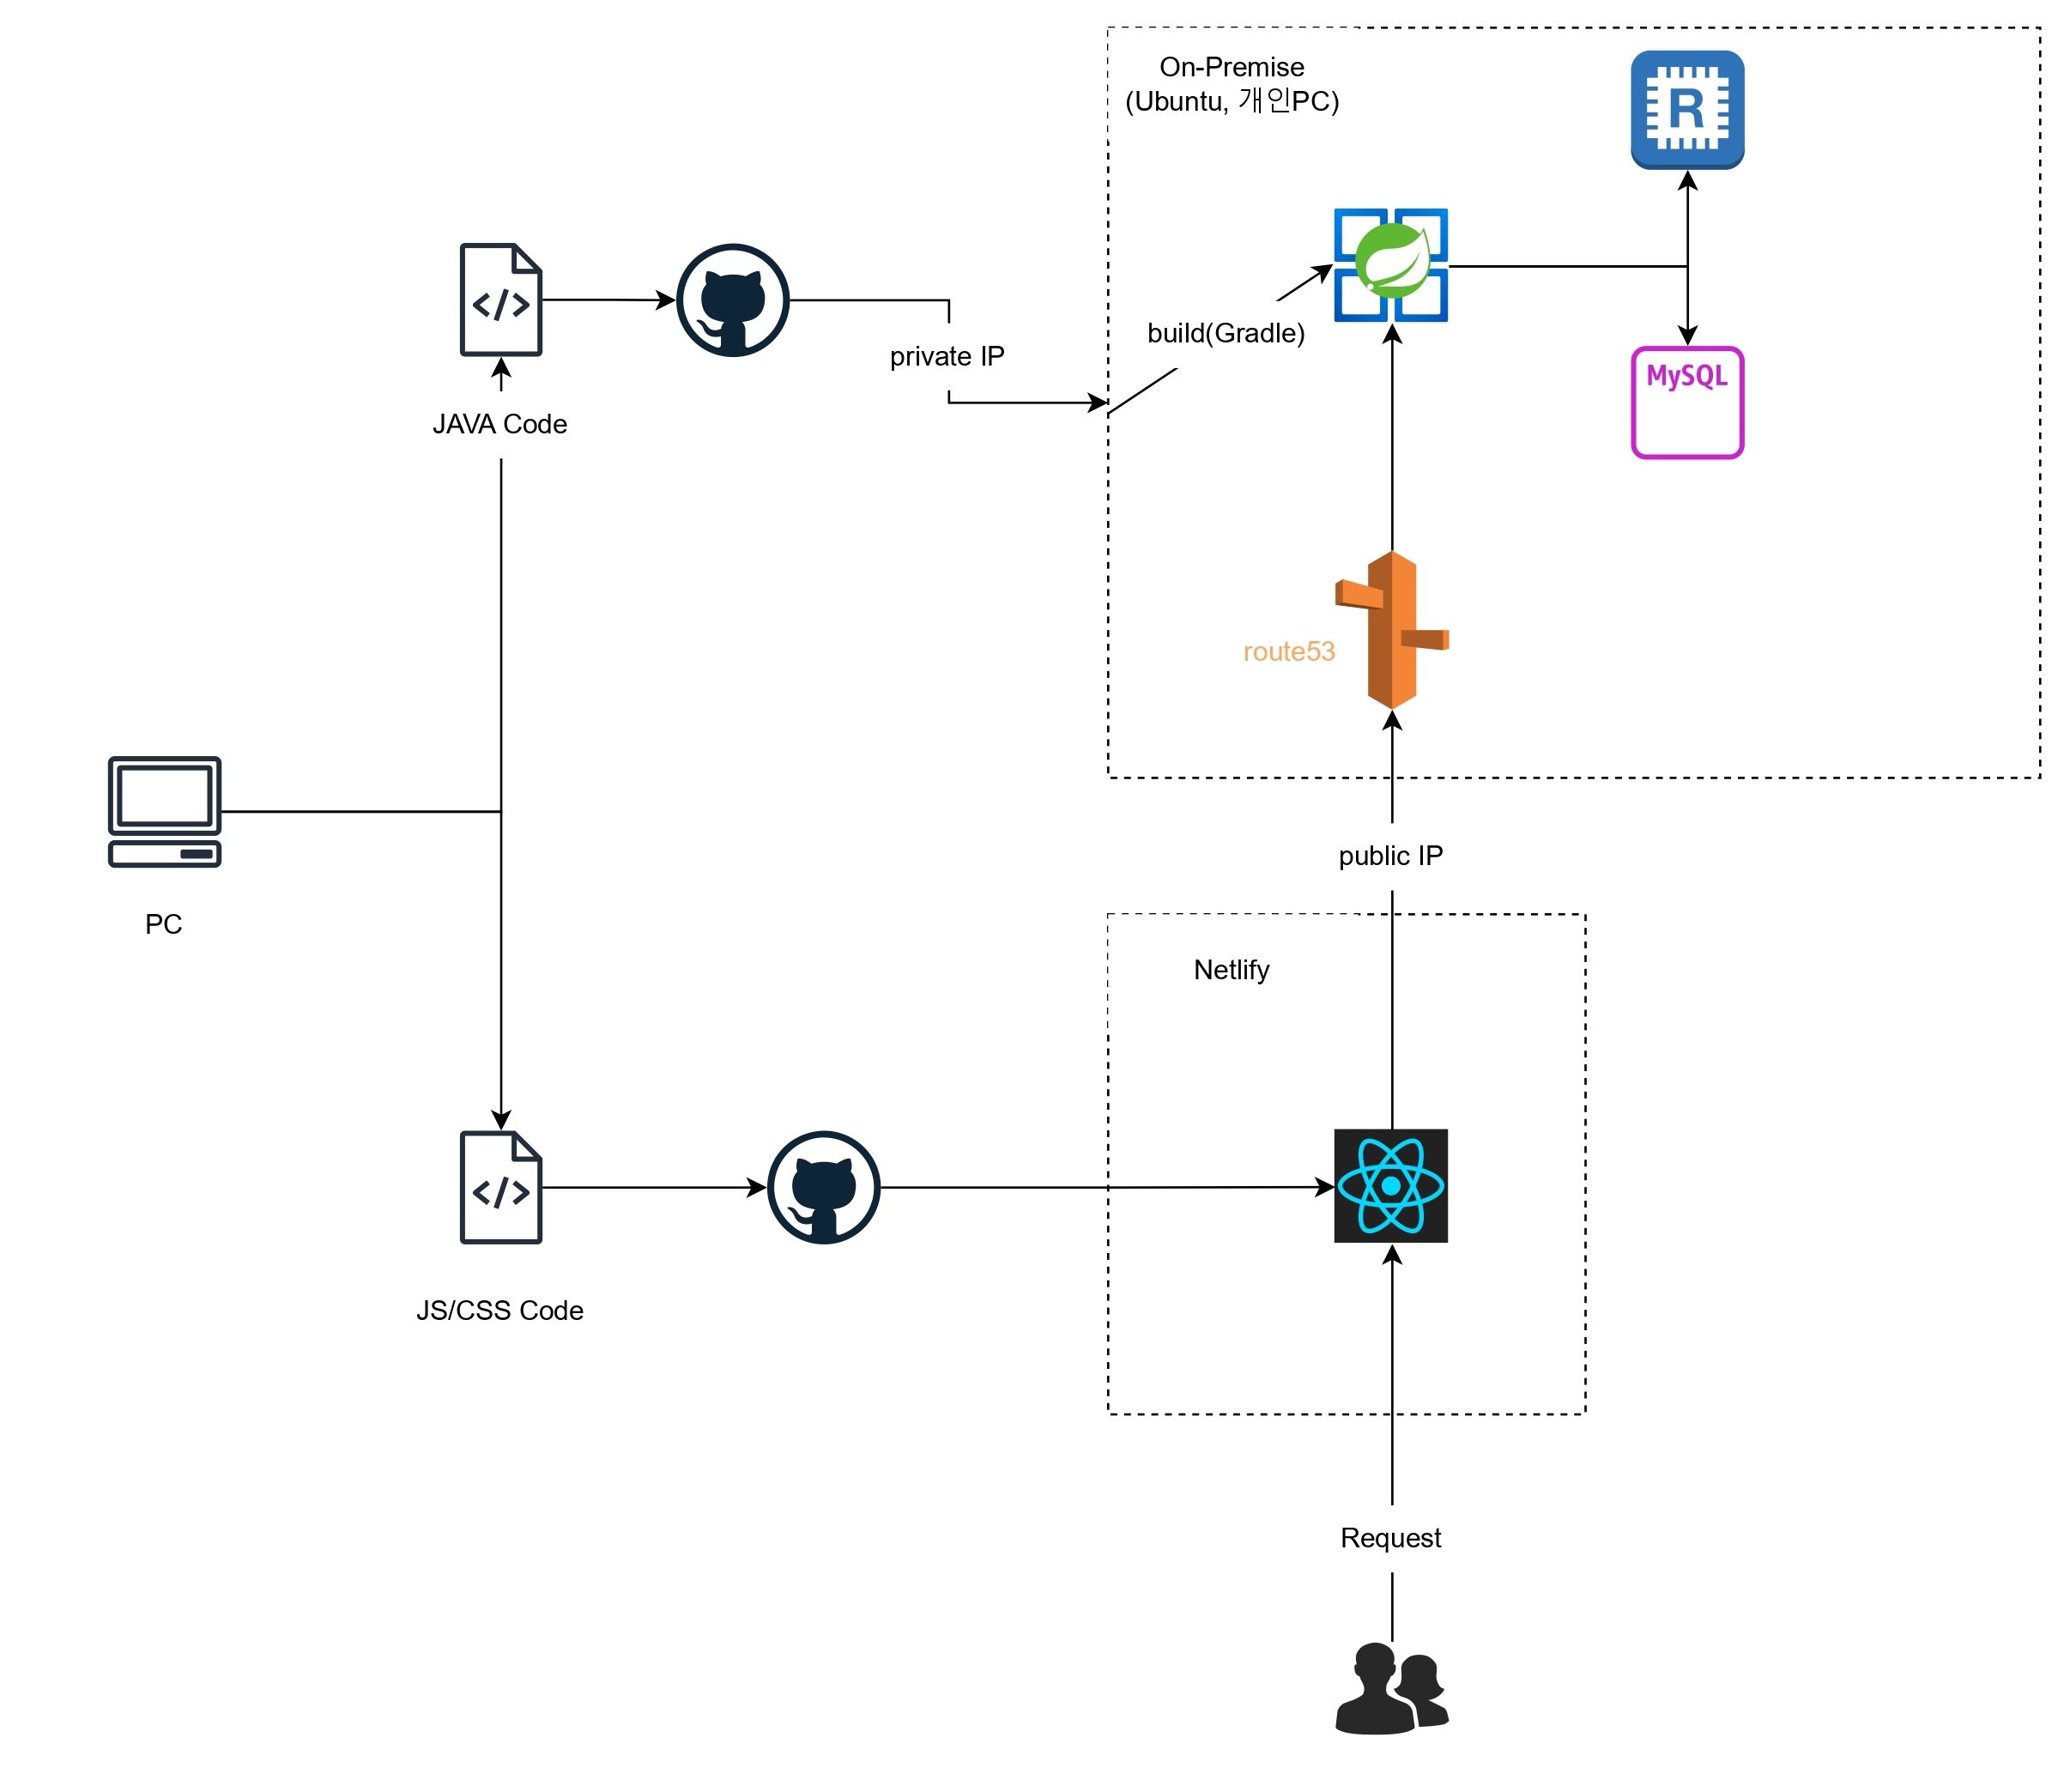 On-Premise
(Ubuntu, 개인PC)
R
build(Gradle)
private IP
MySQL
JAVA Code
route53
public IP
PC
Netlify
JS/CSS Code
Request